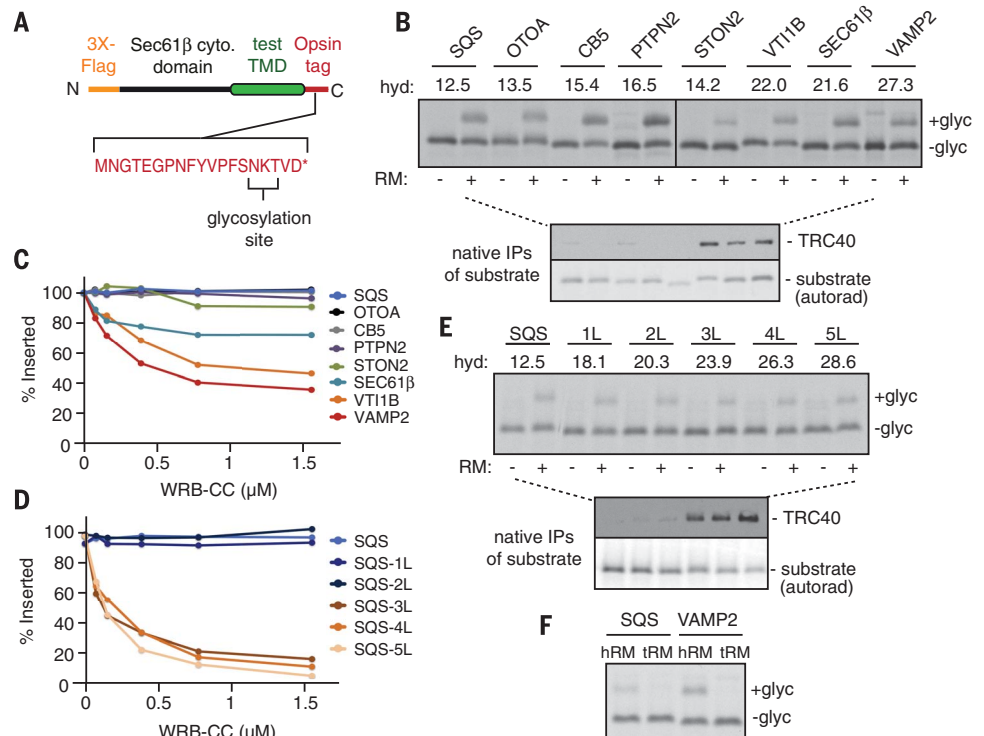 A
3X-
Flag
Sec61β cyto.
domain
test
TMD
Opsin
tag
N
C
MNGTEGPNFYVPFSNKTVD*
glycosylation
site
B
SQS OTOA CB5 PTPN2 STON2 VTI1B SEC61β VAMP2
hyd: 12.5 13.5 15.4 16.5 14.2 22.0 21.6 27.3
+glyc
-glyc
RM: - + - + - + - + - + - + - + - +
native IPs
of substrate
- TRC40
- substrate
(autorad)
C
% Inserted
100
80
60
40
20
0
0 0.5 1 1.5
WRB-CC (µM)
SQS
OTOA
CB5
PTPN2
STON2
SEC61β
VTI1B
VAMP2
D
% Inserted
100
80
60
40
20
0
0 0.5 1 1.5
WRB-CC (µM)
SQS
SQS-1L
SQS-2L
SQS-3L
SQS-4L
SQS-5L
E
SQS 1L 2L 3L 4L 5L
hyd: 12.5 18.1 20.3 23.9 26.3 28.6
+glyc
-glyc
RM: - + - + - + - + - + - +
native IPs
of substrate
- TRC40
- substrate
(autorad)
F
SQS VAMP2
hRM tRM hRM tRM
+glyc
-glyc